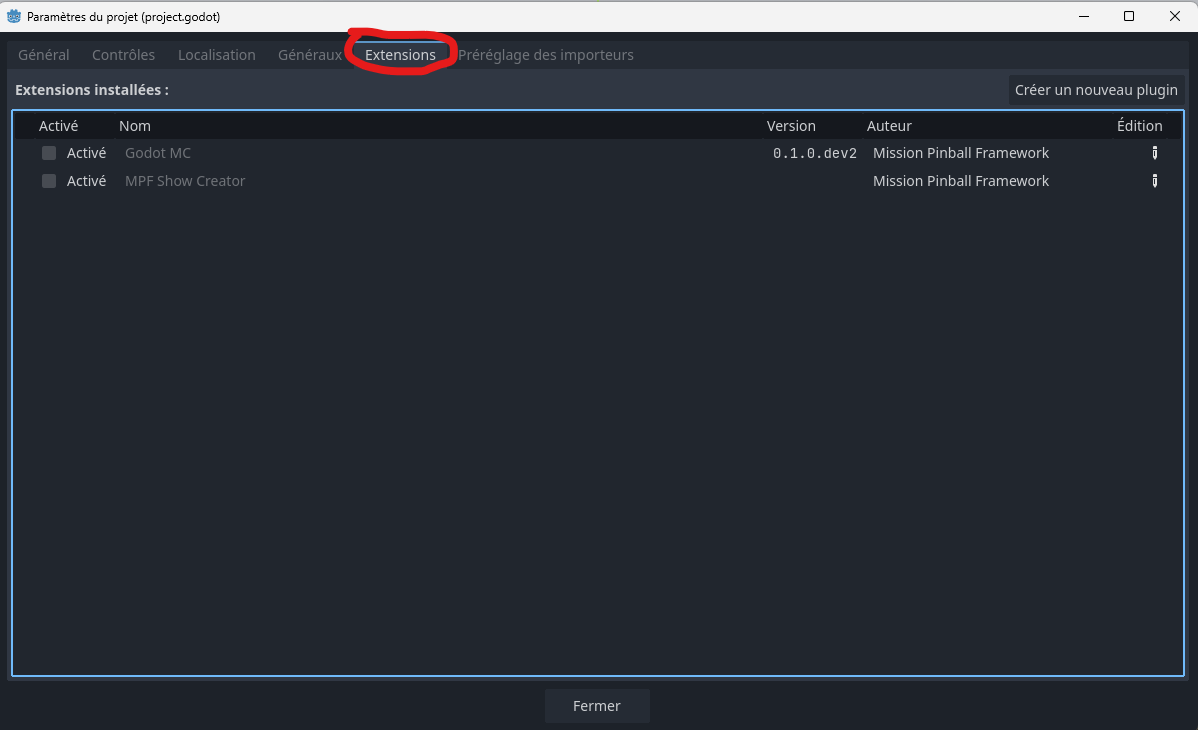 Paramètres du projet (project.godot)
Général Contrôles Localisation Généraux Extensions Préréglage des importeurs
Extensions installées : Créer un nouveau plugin
Activé Nom Version Auteur Édition
Activé Godot MC 0.1.0.dev2 Mission Pinball Framework
Activé MPF Show Creator Mission Pinball Framework
Fermer